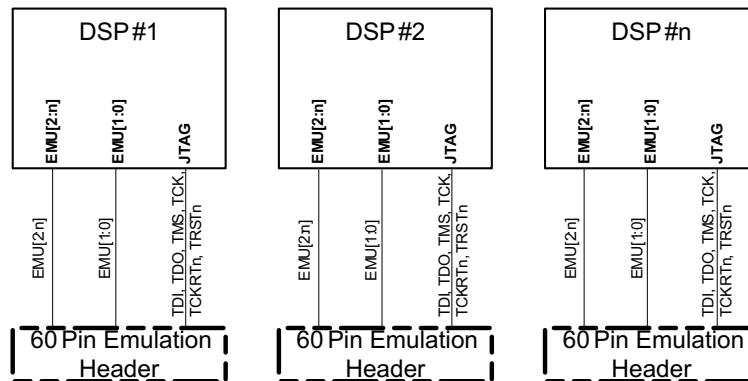 DSP #1
EMU[2:n]
EMU[1:0]
JTAG
EMU[2:n]
EMU[1:0]
TDI, TDO, TMS, TCK,
TCKRTn, TRSTn
60 Pin Emulation
Header
DSP #2
EMU[2:n]
EMU[1:0]
JTAG
EMU[2:n]
EMU[1:0]
TDI, TDO, TMS, TCK,
TCKRTn, TRSTn
60 Pin Emulation
Header
DSP #n
EMU[2:n]
EMU[1:0]
JTAG
EMU[2:n]
EMU[1:0]
TDI, TDO, TMS, TCK,
TCKRTn, TRSTn
60 Pin Emulation
Header